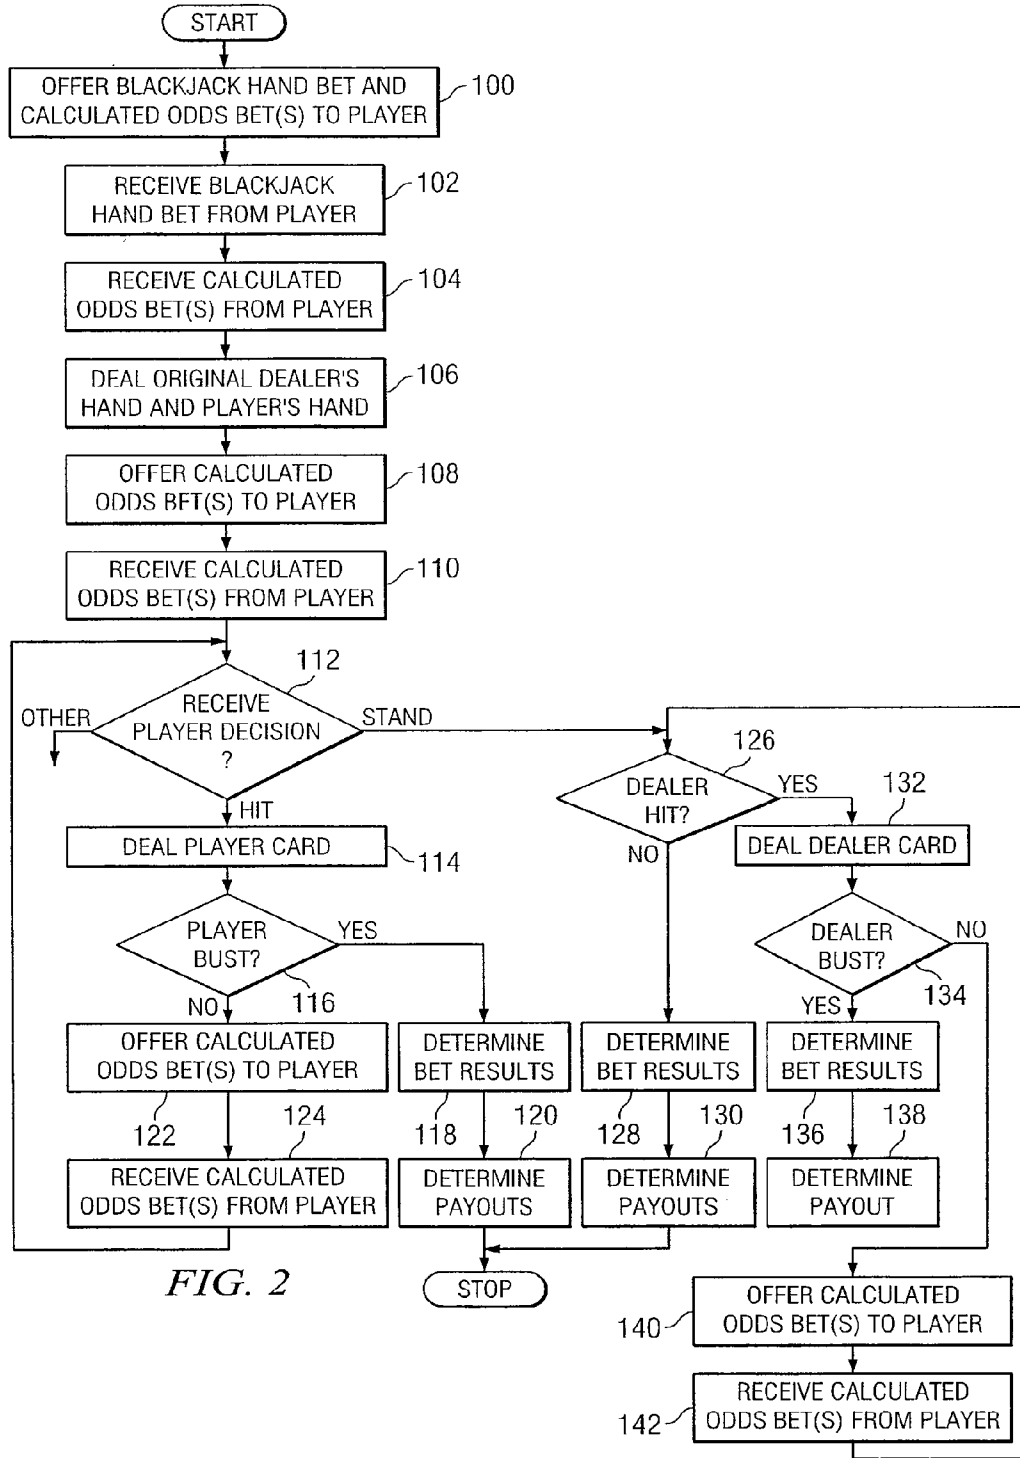 START
OFFER BLACKJACK HAND BET AND
CALCULATED ODDS BET(S) TO PLAYER
100
RECEIVE BLACKJACK
HAND BET FROM PLAYER
102
RECEIVE CALCULATED
ODDS BET(S) FROM PLAYER
104
DEAL ORIGINAL DEALER'S
HAND AND PLAYER'S HAND
106
OFFER CALCULATED
ODDS BET(S) TO PLAYER
108
RECEIVE CALCULATED
ODDS BET(S) FROM PLAYER
110
112
RECEIVE
PLAYER DECISION
?
OTHER
STAND
HIT
DEAL PLAYER CARD
114
PLAYER
BUST?
YES
116
NO
OFFER CALCULATED
ODDS BET(S) TO PLAYER
122
124
RECEIVE CALCULATED
ODDS BET(S) FROM PLAYER
DETERMINE
BET RESULTS
118
120
DETERMINE
PAYOUTS
STOP
126
DEALER
HIT?
YES
NO
DETERMINE
BET RESULTS
128
130
DETERMINE
PAYOUTS
132
DEAL DEALER CARD
DEALER
BUST?
NO
134
YES
DETERMINE
BET RESULTS
136
138
DETERMINE
PAYOUT
OFFER CALCULATED
ODDS BET(S) TO PLAYER
140
RECEIVE CALCULATED
ODDS BET(S) FROM PLAYER
142
FIG. 2